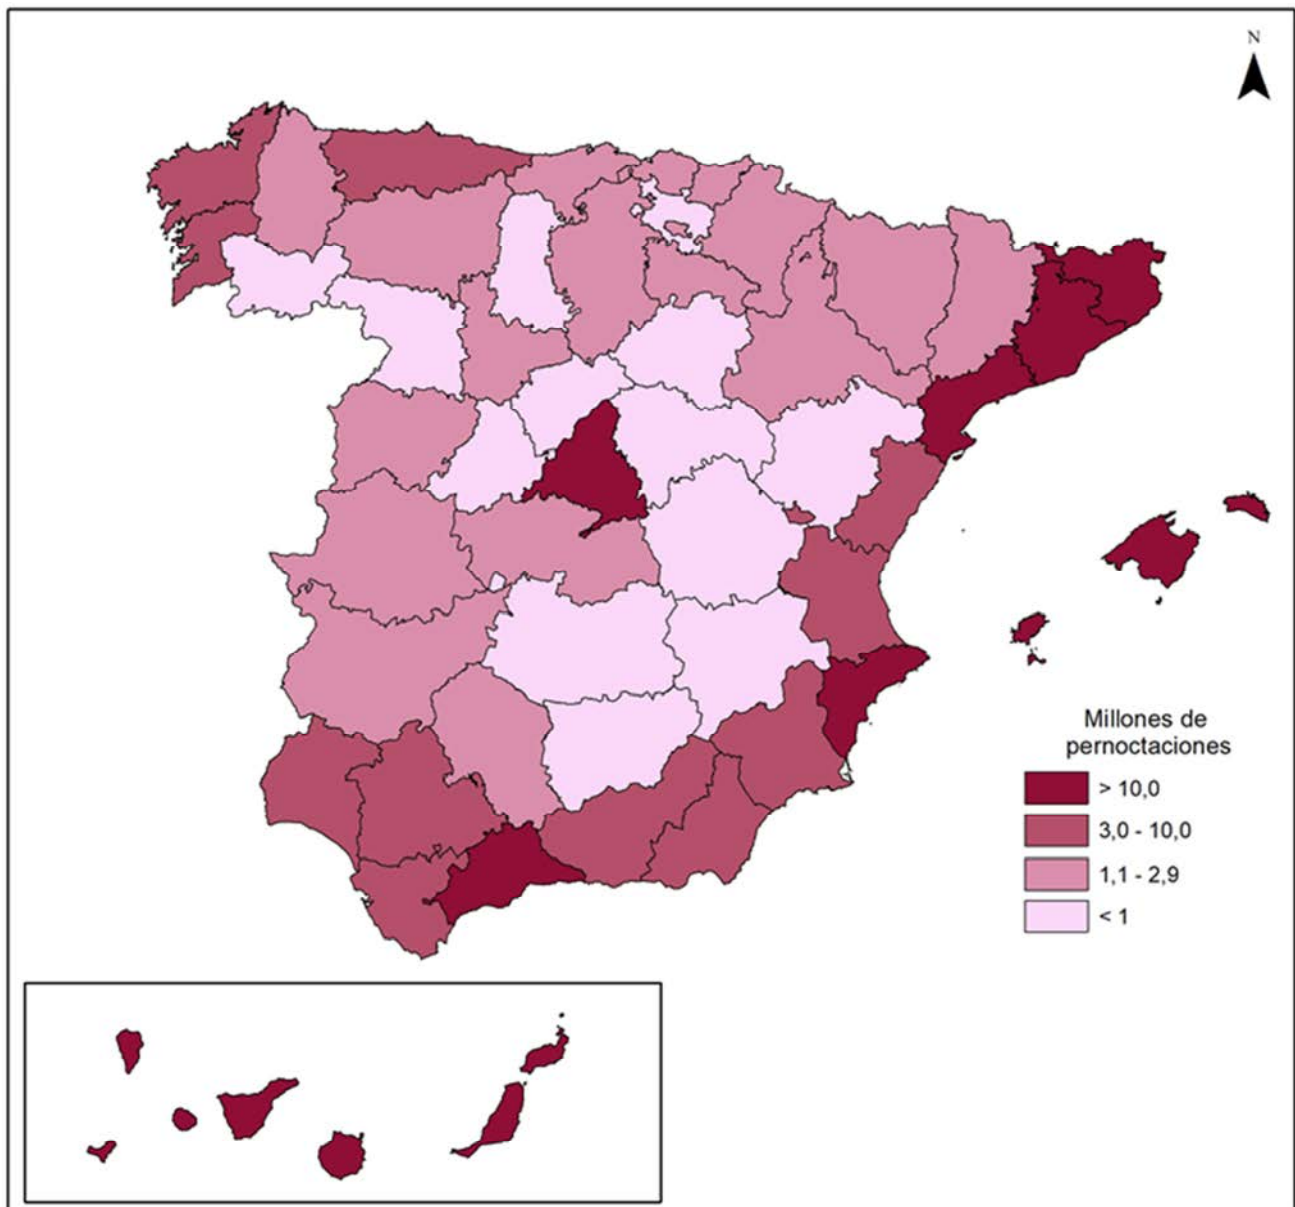 N
Millones de
pernoctaciones
> 10,0
3,0 - 10,0
1,1 - 2,9
< 1